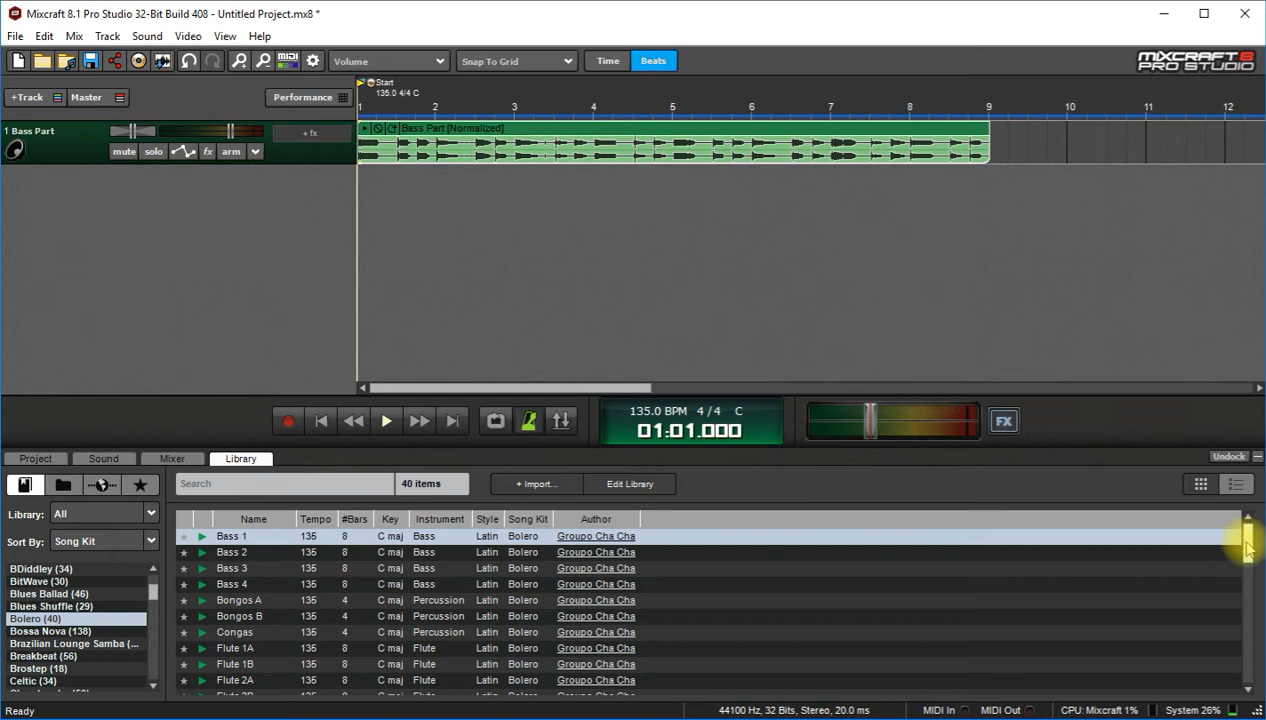 Mixcraft 8.1 Pro Studio 32-Bit Build 408 - Untitled Project.mx8 *
File Edit Mix Track Sound Video View Help
midi Volume Snap To Grid Time Beats MIXCRAFT 8 PRO STUDIO
Start
135.0 4/4 C
+Track Master Performance 1 2 3 4 5 6 7 8 9 10 11 12
1 Bass Part + fx Bass Part [Normalized]
mute solo fx arm
135.0 BPM 4 / 4 C
01:01.000 FX
Project Sound Mixer Library Undock
Search 40 items + Import... Edit Library
Library: All
Sort By: Song Kit
BDiddley (34)
BitWave (30)
Blues Ballad (46)
Blues Shuffle (29)
Bolero (40)
Bossa Nova (138)
Brazilian Lounge Samba (...
Breakbeat (56)
Brostep (18)
Celtic (34)
Name Tempo #Bars Key Instrument Style Song Kit Author
Bass 1 135 8 C maj Bass Latin Bolero Groupo Cha Cha
Bass 2 135 8 C maj Bass Latin Bolero Groupo Cha Cha
Bass 3 135 8 C maj Bass Latin Bolero Groupo Cha Cha
Bass 4 135 8 C maj Bass Latin Bolero Groupo Cha Cha
Bongos A 135 4 C maj Percussion Latin Bolero Groupo Cha Cha
Bongos B 135 4 C maj Percussion Latin Bolero Groupo Cha Cha
Congas 135 4 C maj Percussion Latin Bolero Groupo Cha Cha
Flute 1A 135 8 C maj Flute Latin Bolero Groupo Cha Cha
Flute 1B 135 8 C maj Flute Latin Bolero Groupo Cha Cha
Flute 2A 135 8 C maj Flute Latin Bolero Groupo Cha Cha
Ready 44100 Hz, 32 Bits, Stereo, 20.0 ms MIDI In MIDI Out CPU: Mixcraft 1% System 26%